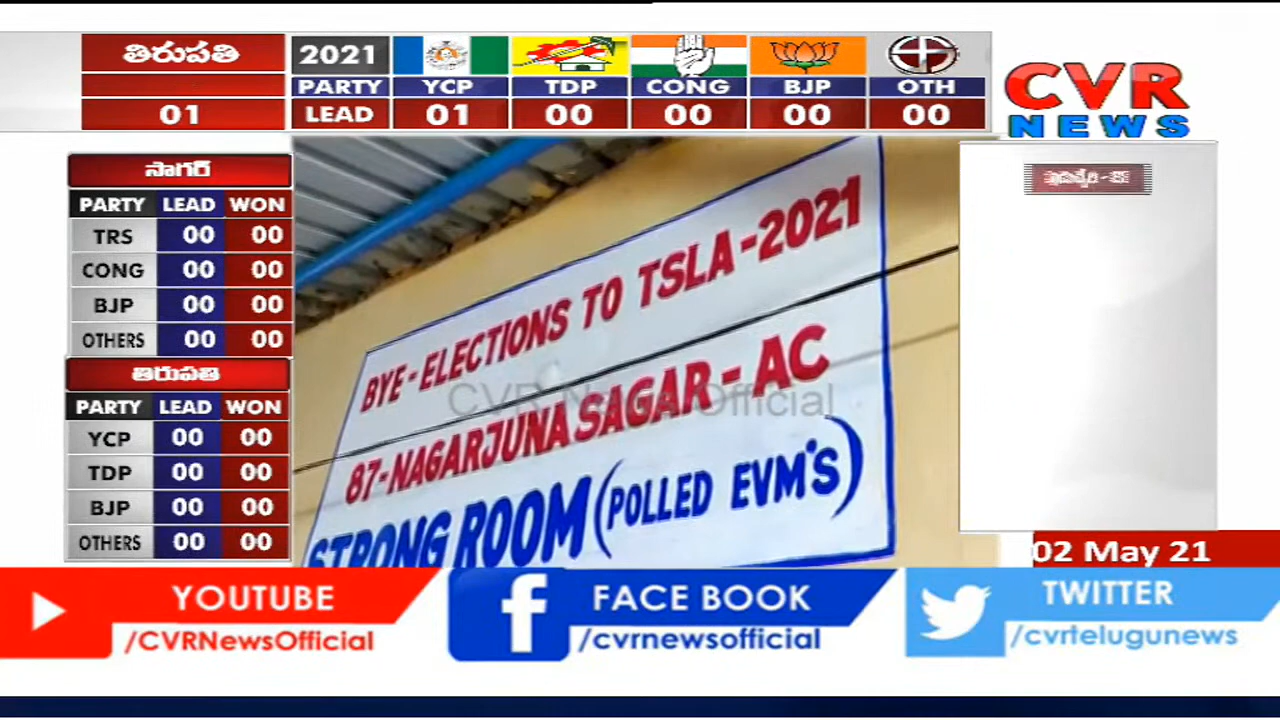 తిరుపతి
2021
PARTY YCP TDP CONG BJP OTH
01 LEAD 01 00 00 00 00
CVR
NEWS
సాగర్
PARTY LEAD WON
TRS 00 00
CONG 00 00
BJP 00 00
OTHERS 00 00
తిరుపతి
PARTY LEAD WON
YCP 00 00
TDP 00 00
BJP 00 00
OTHERS 00 00
BYE-ELECTIONS TO TSLA-2021
87-NAGARJUNA SAGAR-AC
STRONG ROOM (POLLED EVM'S)
CVR News Official
02 May 21
YOUTUBE
/CVRNewsOfficial
FACE BOOK
/cvrnewsofficial
TWITTER
/cvrtelugunews